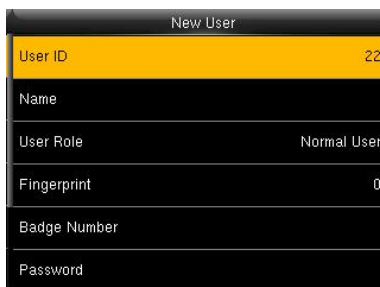 New User
User ID 22
Name
User Role Normal User
Fingerprint 0
Badge Number
Password